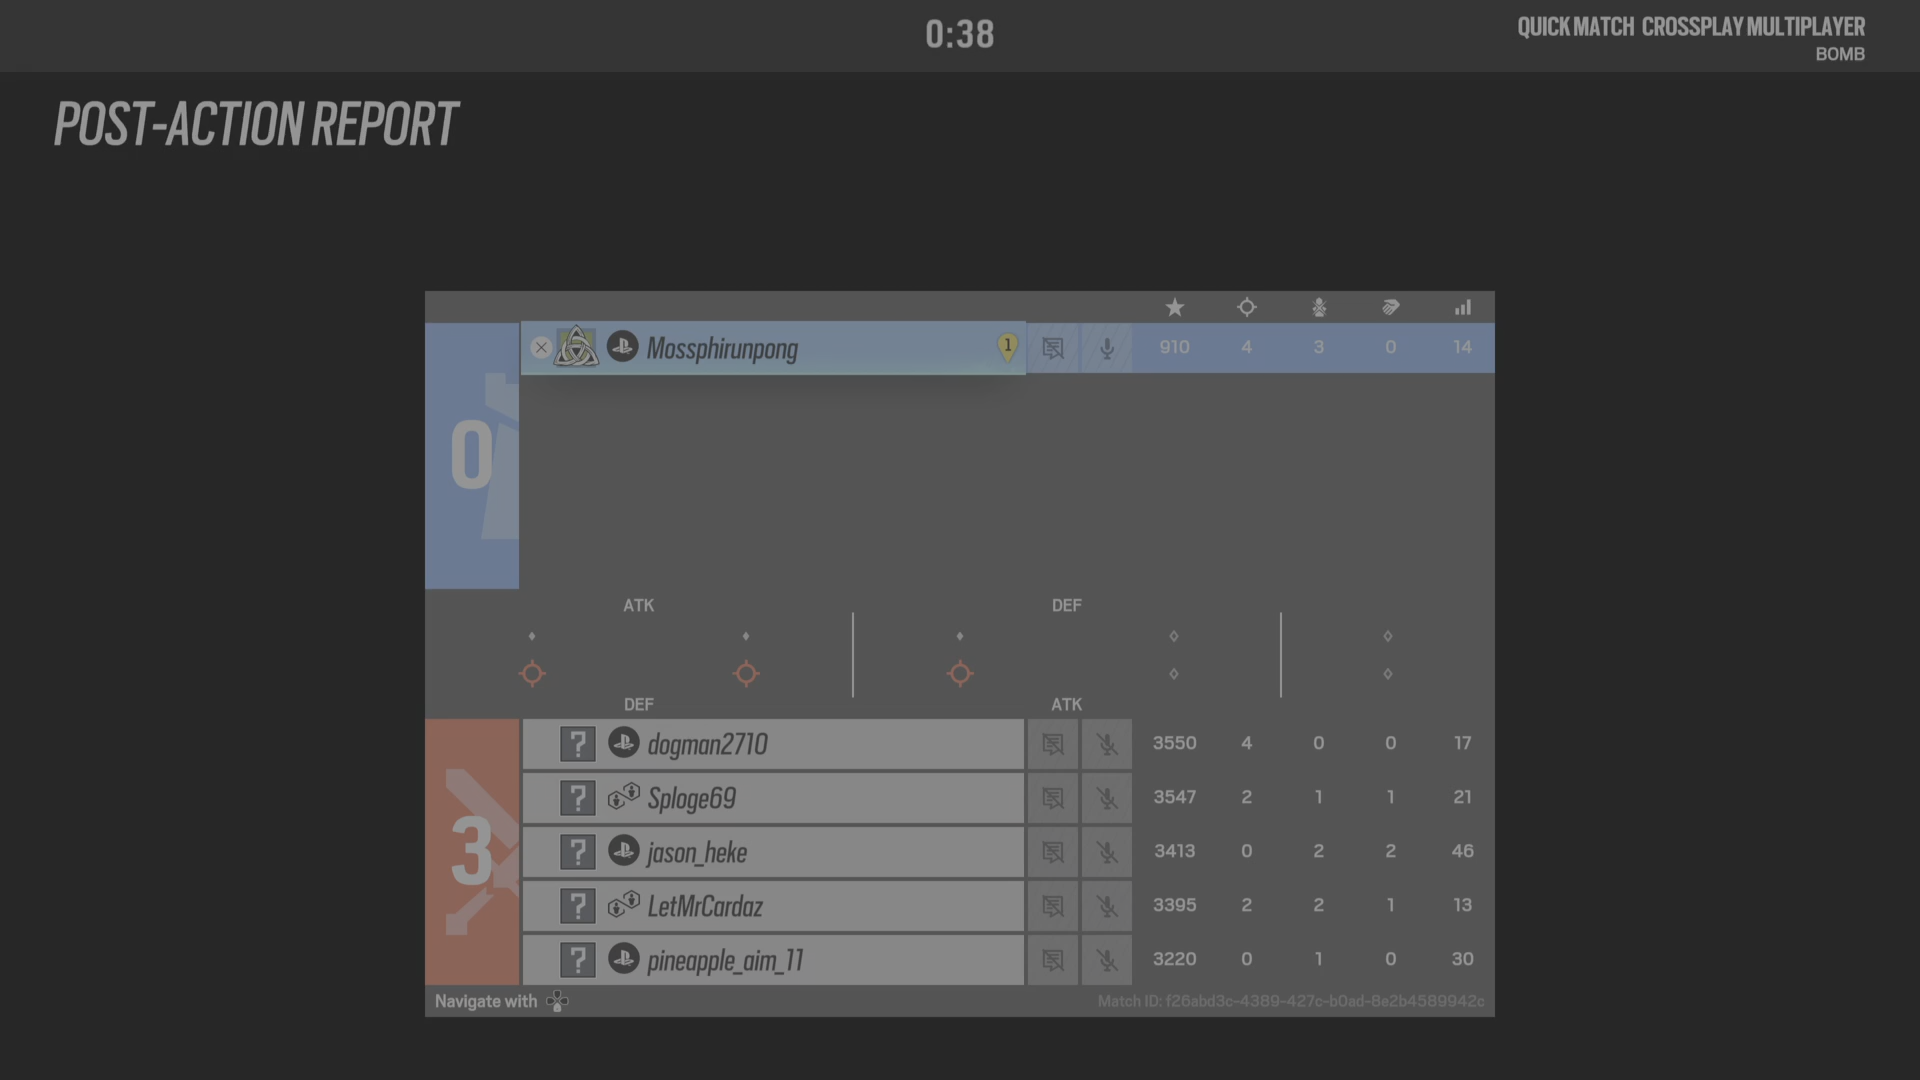 0:38
QUICK MATCH CROSSPLAY MULTIPLAYER
BOMB
POST-ACTION REPORT
Mossphirunpong 1 910 4 3 0 14
0
ATK DEF
DEF ATK
3
? dogman2710 3550 4 0 0 17
? Sploge69 3547 2 1 1 21
? jason_heke 3413 0 2 2 46
? LetMrCardaz 3395 2 2 1 13
? pineapple_aim_11 3220 0 1 0 30
Navigate with
Match ID: f26abd3c-4389-427c-b0ad-8e2b4589942c